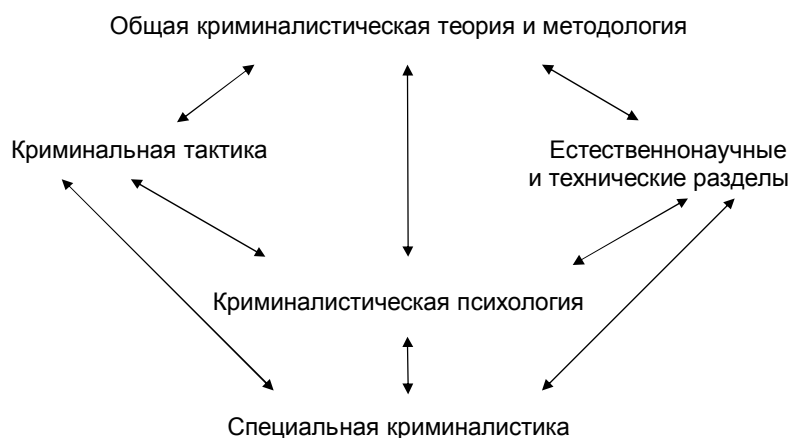 Общая криминалистическая теория и методология
Криминальная тактика
Естественнонаучные
и технические разделы
Криминалистическая психология
Специальная криминалистика